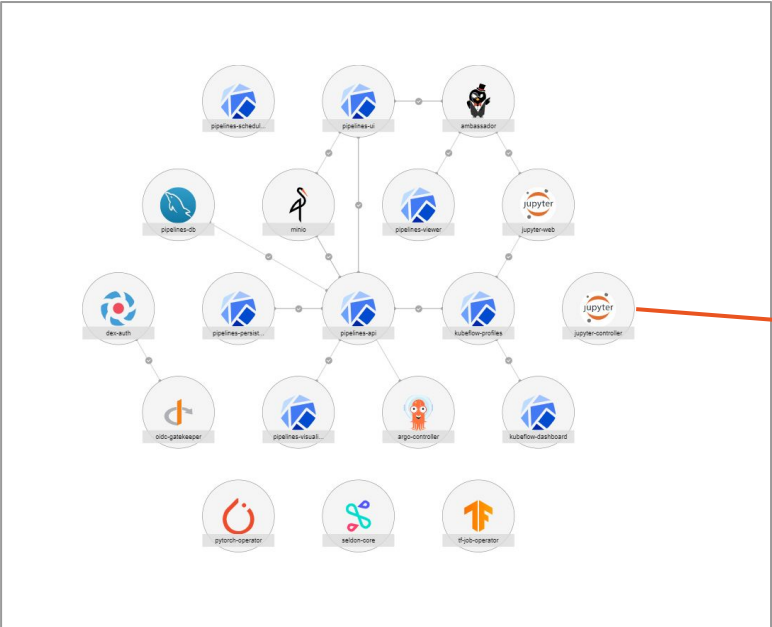 pipelines-schedul...
pipelines-ui
ambassador
pipelines-db
minio
pipelines-viewer
jupyter
jupyter-web
dex-auth
pipelines-persist...
pipelines-api
kubeflow-profiles
jupyter
jupyter-controller
oidc-gatekeeper
pipelines-visuali...
argo-controller
kubeflow-dashboard
pytorch-operator
seldon-core
tf-job-operator